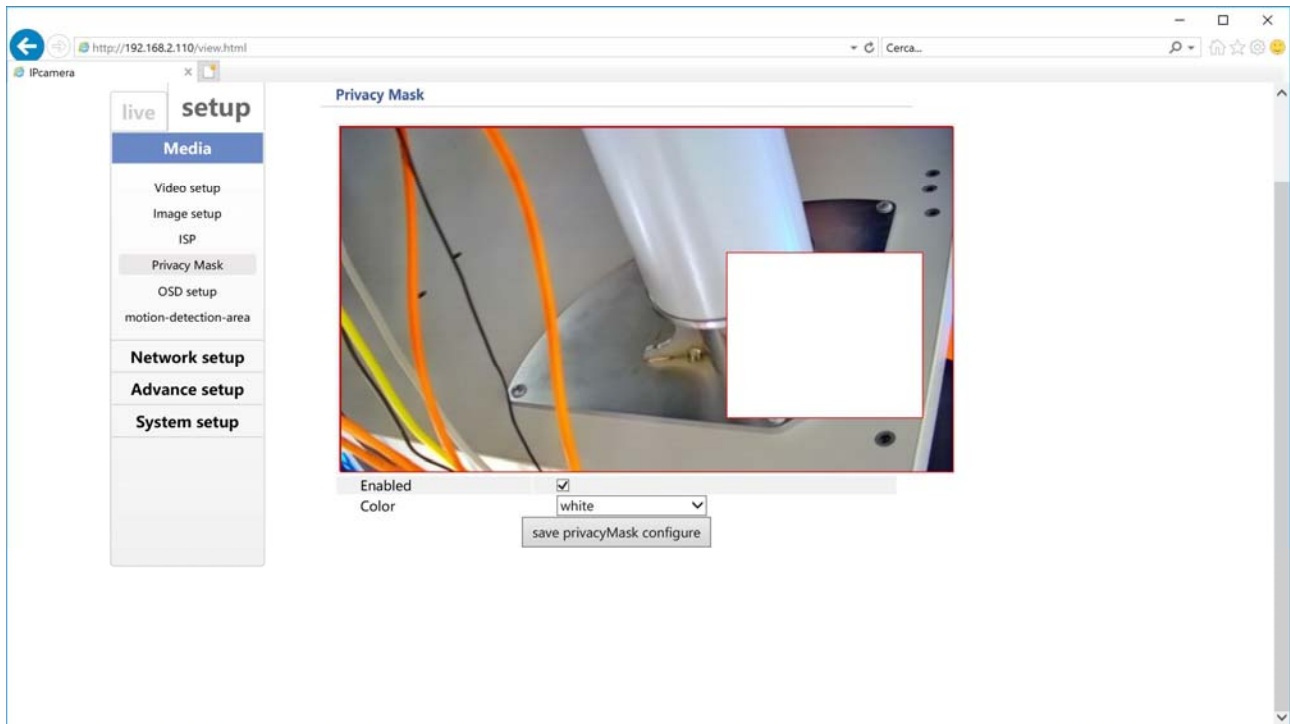 http://192.168.2.110/view.html
Cerca...
IPcamera
live
setup
Privacy Mask
Media
Video setup
Image setup
ISP
Privacy Mask
OSD setup
motion-detection-area
Network setup
Advance setup
System setup
Enabled
Color
white
save privacyMask configure